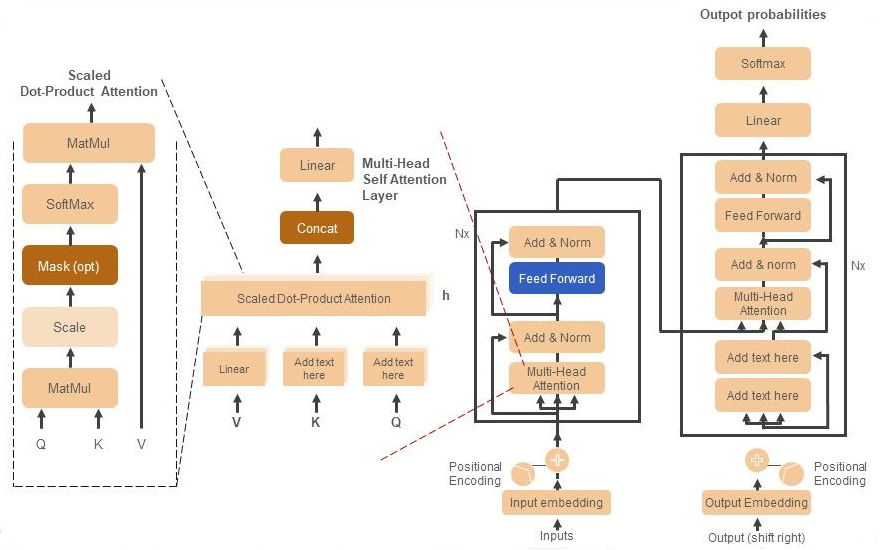 Scaled
Dot-Product Attention
MatMul
SoftMax
Mask (opt)
Scale
MatMul
Q
K
V
Linear
Multi-Head
Self Attention
Layer
Concat
Scaled Dot-Product Attention
h
Linear
Add text
here
Add text
here
V
K
Q
Nx
Add & Norm
Feed Forward
Add & Norm
Multi-Head
Attention
Positional
Encoding
Input embedding
Inputs
Outpot probabilities
Softmax
Linear
Add & Norm
Feed Forward
Add & norm
Multi-Head
Attention
Nx
Add text here
Add text here
Positional
Encoding
Output Embedding
Output (shift right)